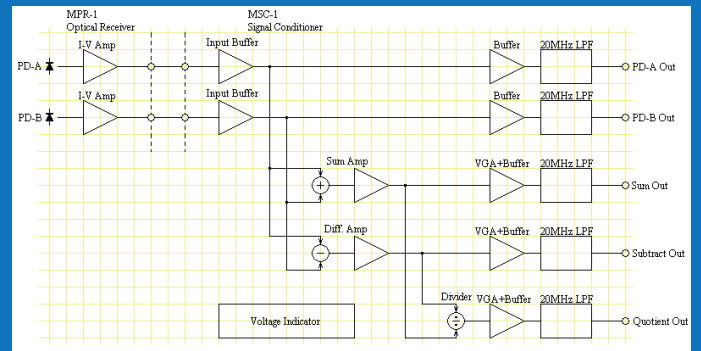 MPR-1
Optical Receiver
MSC-1
Signal Conditioner
I-V Amp
Input Buffer
Buffer
20MHz LPF
PD-A
PD-A Out
I-V Amp
Input Buffer
Buffer
20MHz LPF
PD-B
PD-B Out
Sum Amp
VGA+Buffer
20MHz LPF
+
Sum Out
Diff. Amp
VGA+Buffer
20MHz LPF
−
Subtract Out
Divider
VGA+Buffer
20MHz LPF
Voltage Indicator
÷
Quotient Out